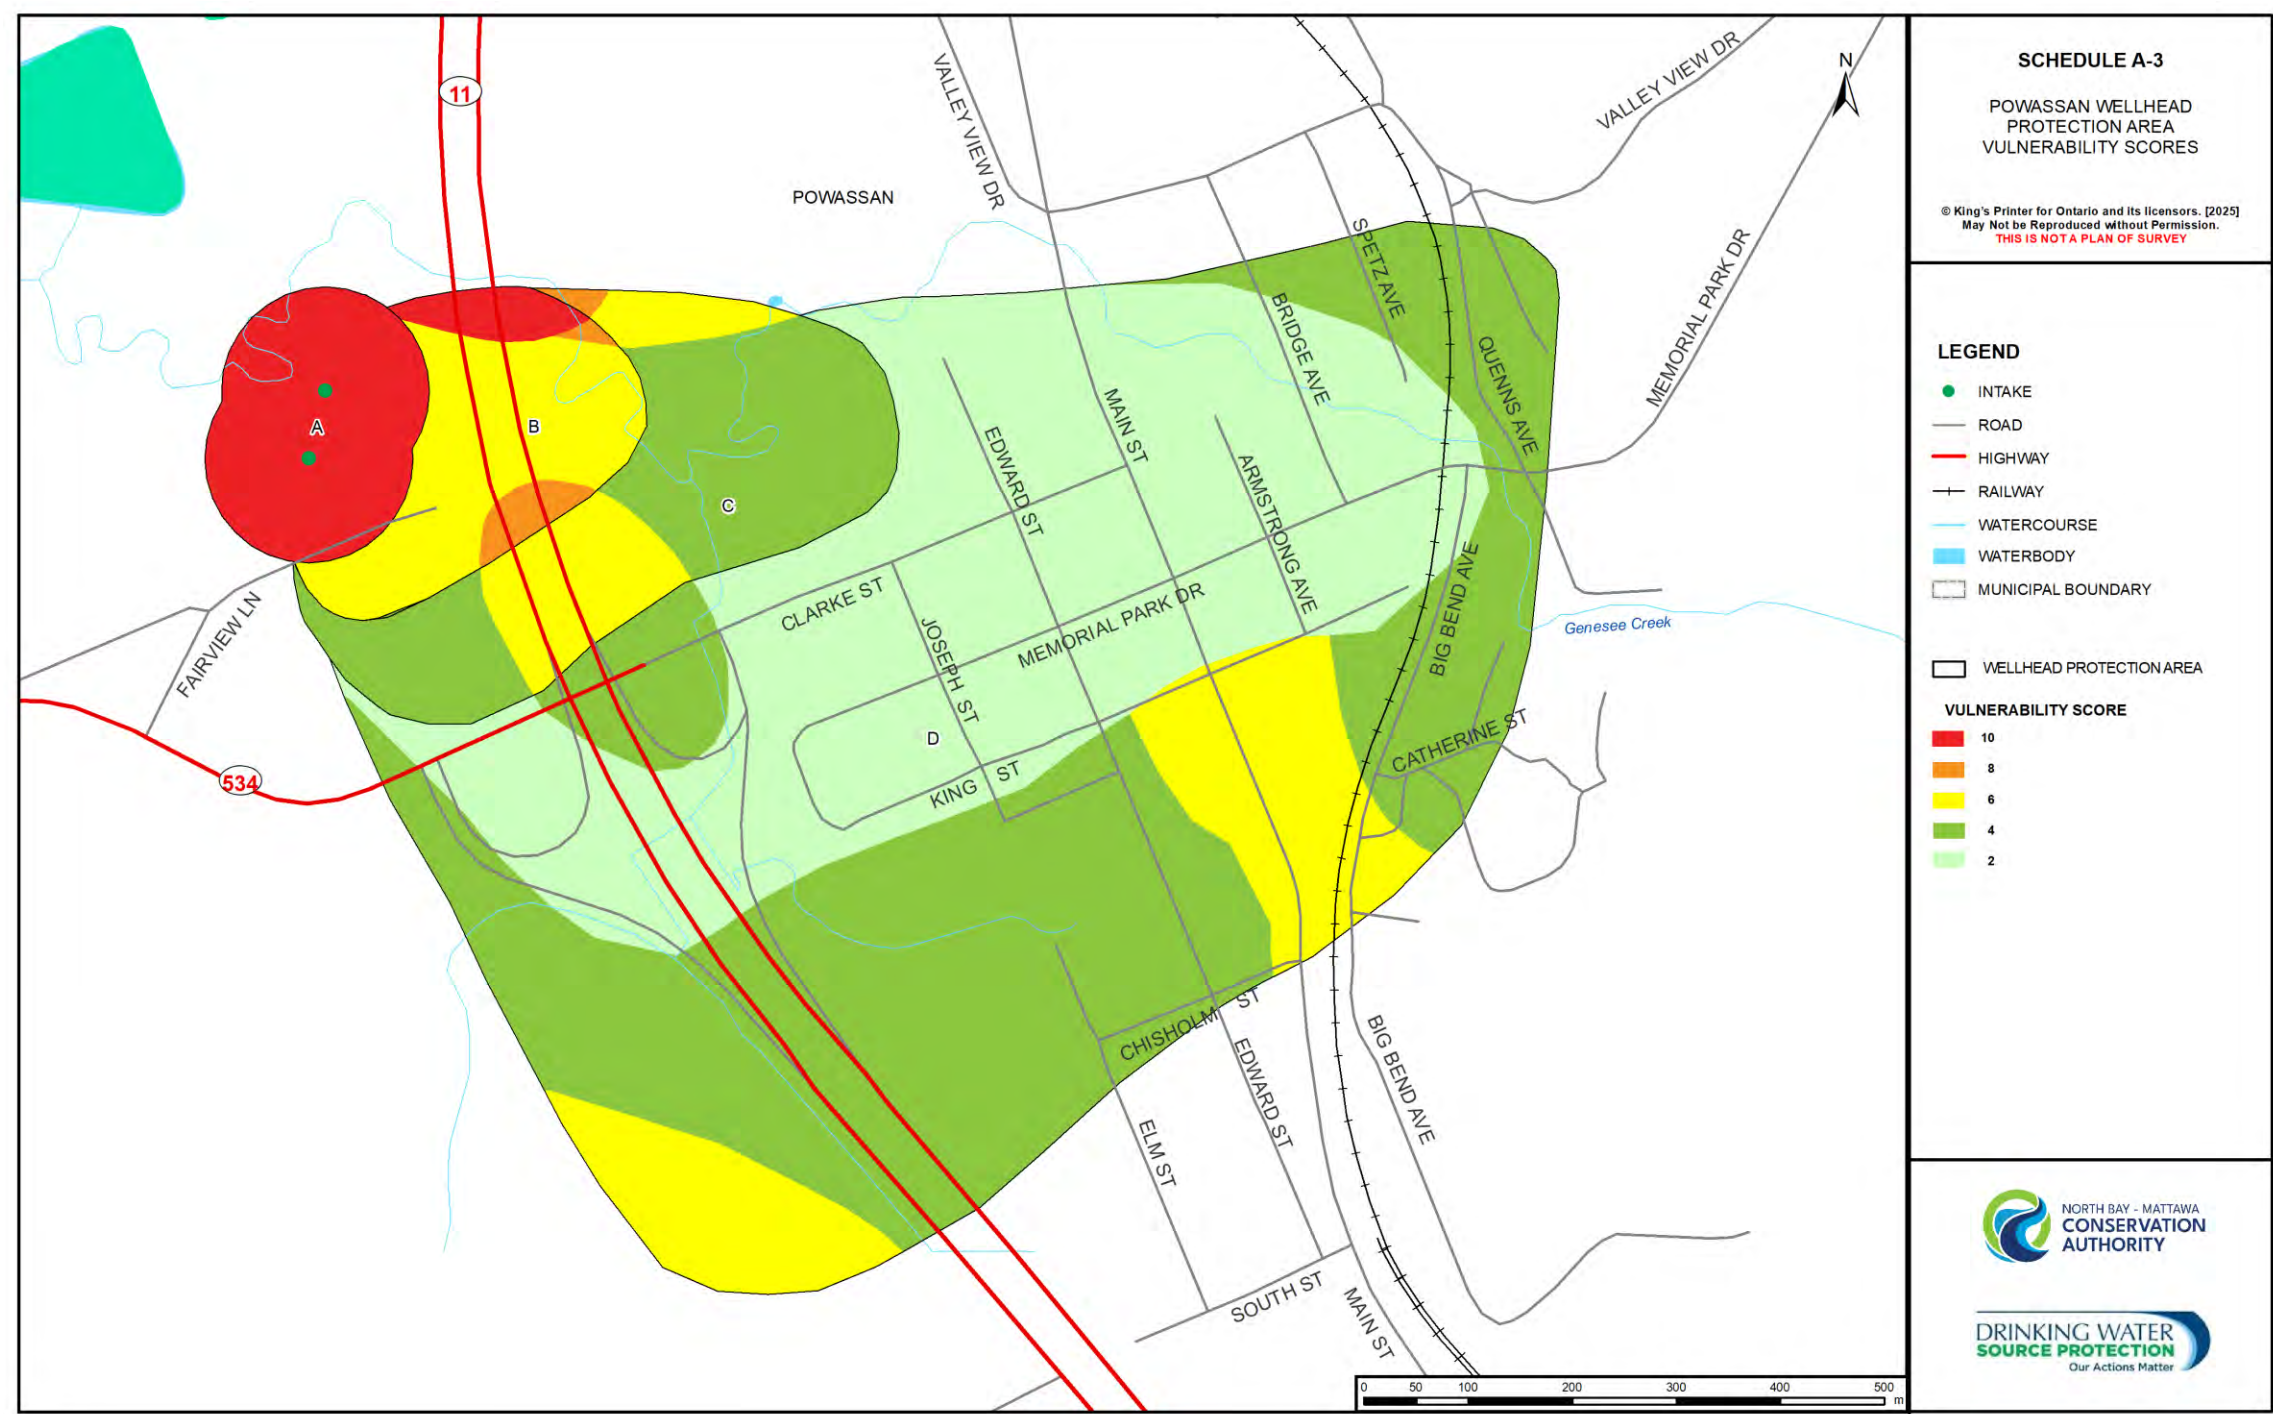 SCHEDULE A-3
POWASSAN WELLHEAD
PROTECTION AREA
VULNERABILITY SCORES
© King's Printer for Ontario and its licensors. [2025]
May Not be Reproduced without Permission.
THIS IS NOT A PLAN OF SURVEY
LEGEND
INTAKE
ROAD
HIGHWAY
RAILWAY
WATERCOURSE
WATERBODY
MUNICIPAL BOUNDARY
WELLHEAD PROTECTION AREA
VULNERABILITY SCORE
10
8
6
4
2
NORTH BAY - MATTAWA
CONSERVATION
AUTHORITY
DRINKING WATER
SOURCE PROTECTION
Our Actions Matter
N
11
VALLEY VIEW DR
VALLEY VIEW DR
POWASSAN
SPETZ AVE
MEMORIAL PARK DR
BRIDGE AVE
QUENNS AVE
MAIN ST
A
B
C
EDWARD ST
ARMSTRONG AVE
CLARKE ST
JOSEPH ST
MEMORIAL PARK DR
BIG BEND AVE
Genesee Creek
FAIRVIEW LN
D
KING ST
CATHERINE ST
534
CHISHOLM ST
EDWARD ST
BIG BEND AVE
ELM ST
SOUTH ST
MAIN ST
0 50 100 200 300 400 500
m